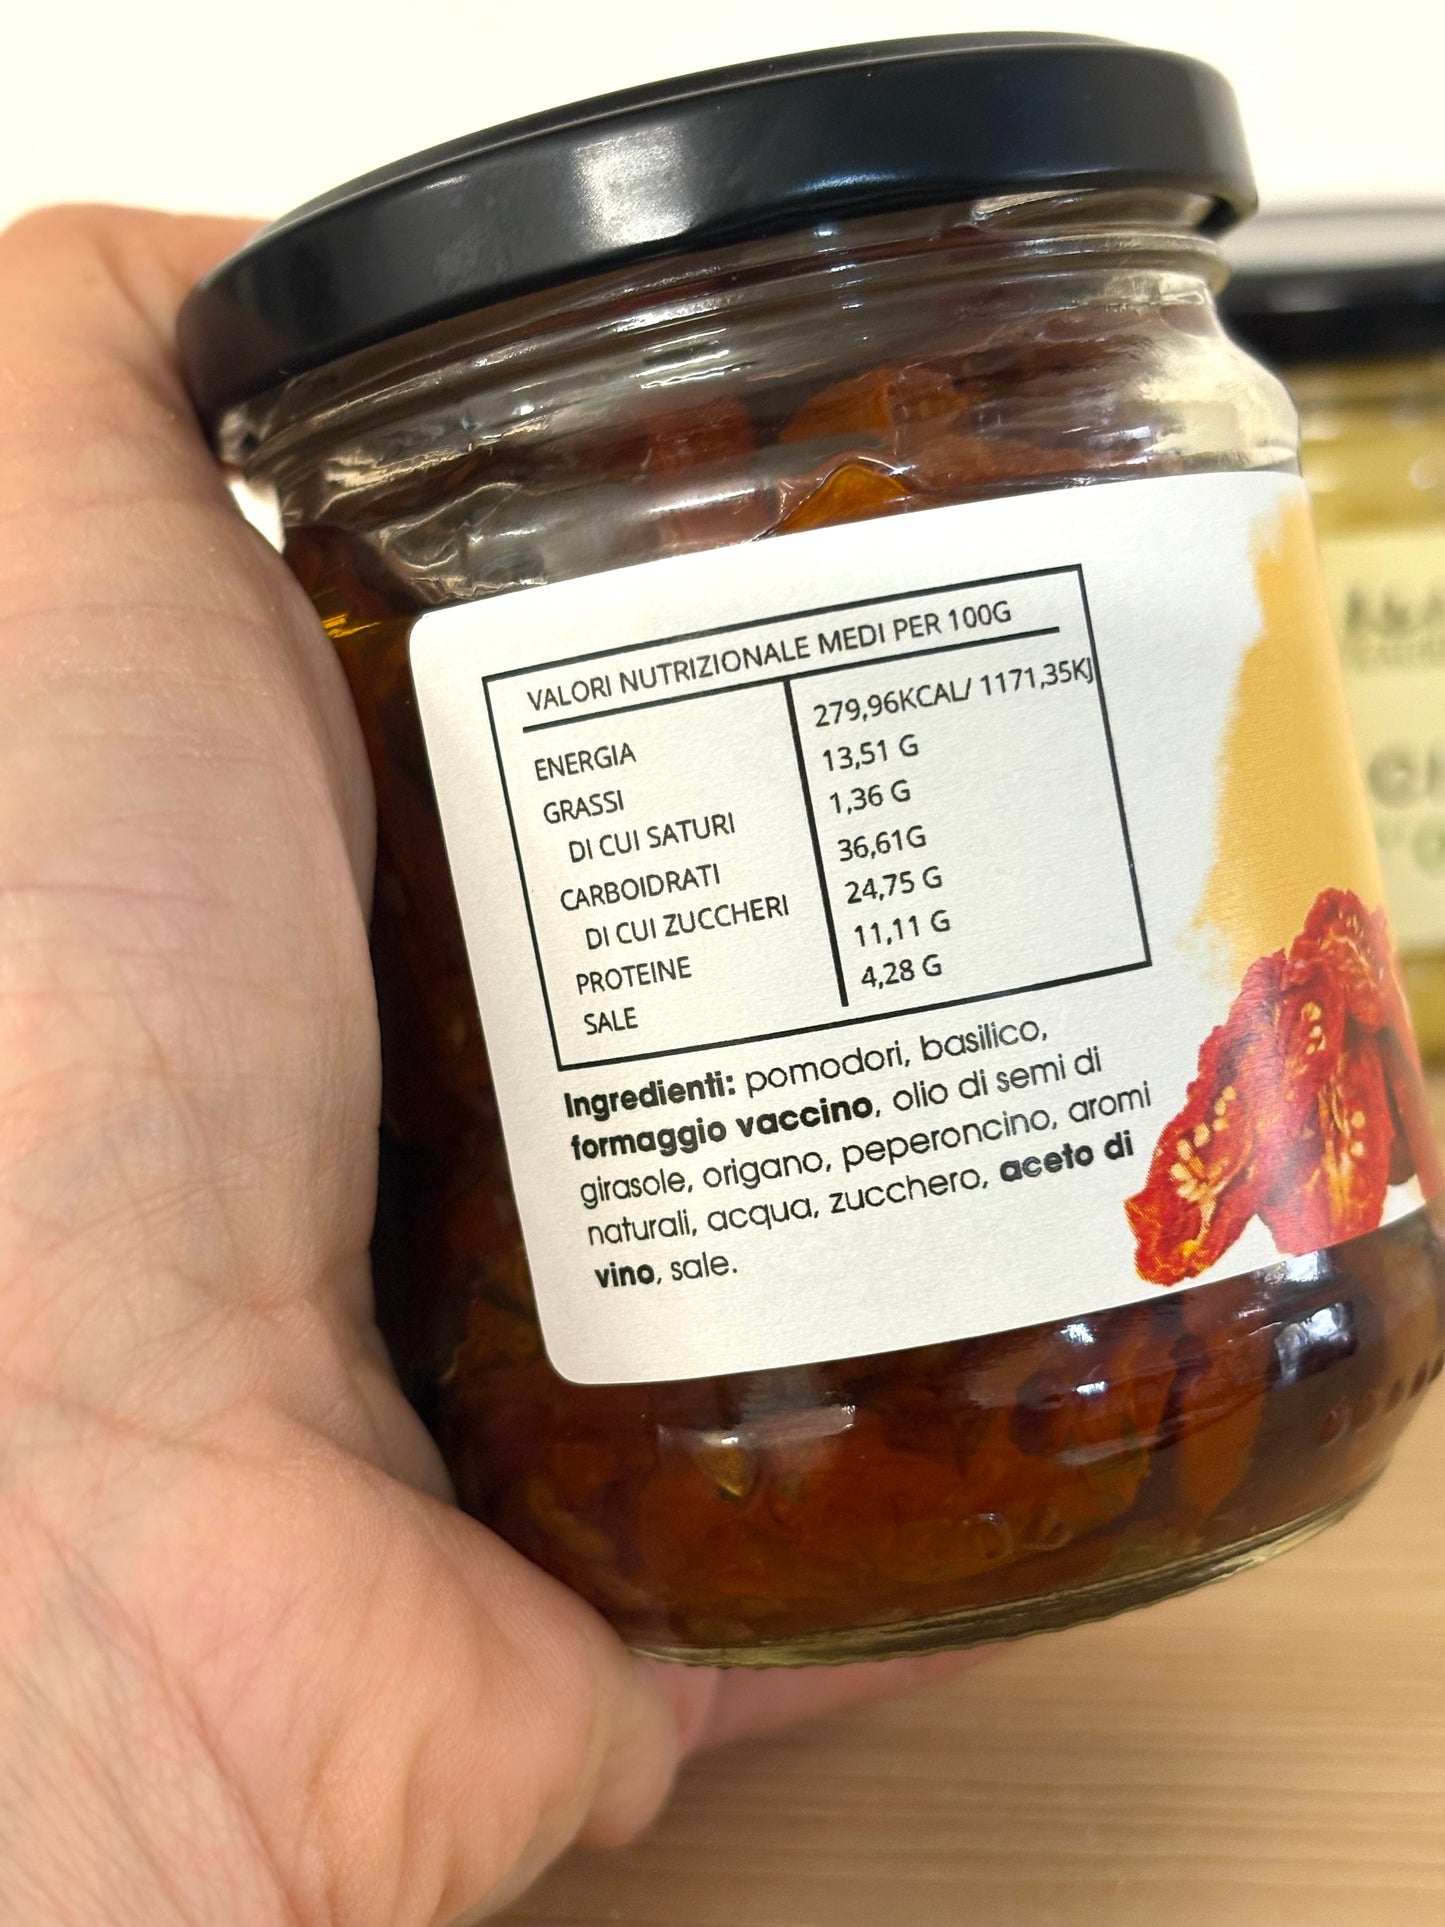 VALORI NUTRIZIONALE MEDI PER 100G
ENERGIA 279,96KCAL/ 1171,35KJ
GRASSI 13,51 G
DI CUI SATURI 1,36 G
CARBOIDRATI 36,61G
DI CUI ZUCCHERI 24,75 G
PROTEINE 11,11 G
SALE 4,28 G
Ingredienti: pomodori, basilico,
formaggio vaccino, olio di semi di
girasole, origano, peperoncino, aromi
naturali, acqua, zucchero, aceto di
vino, sale.